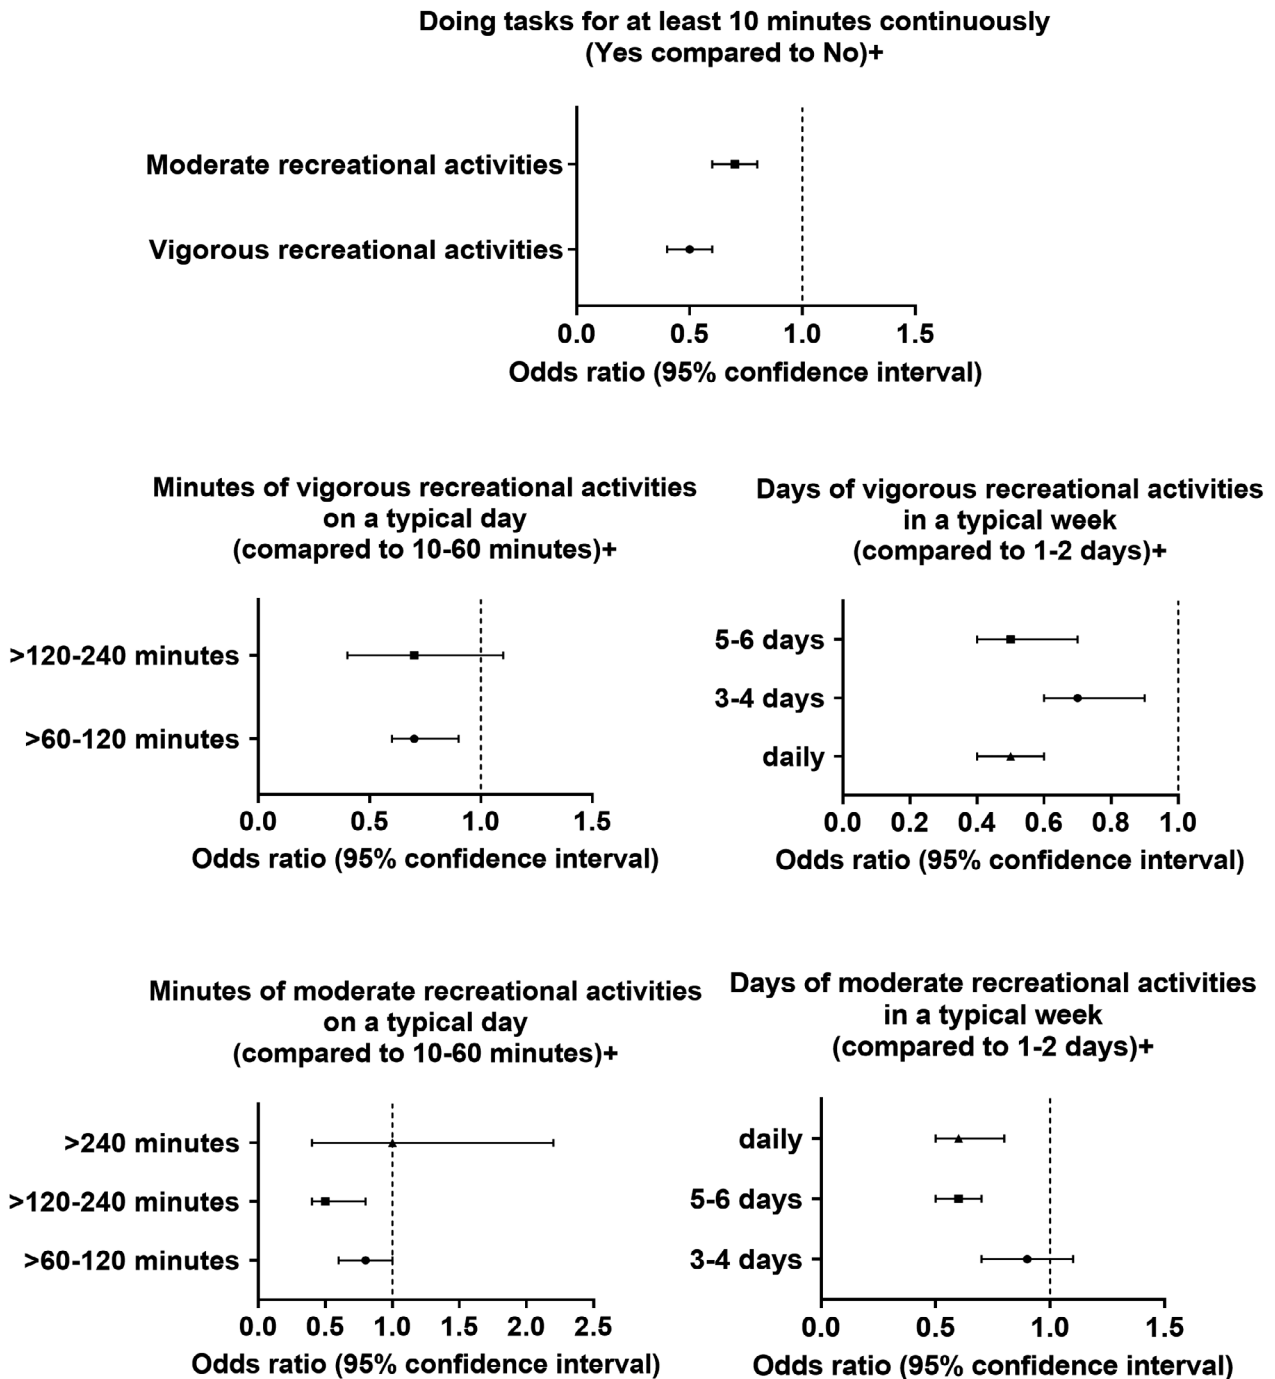 Doing tasks for at least 10 minutes continuously
(Yes compared to No)+
Moderate recreational activities
Vigorous recreational activities
0.0 0.5 1.0 1.5
Odds ratio (95% confidence interval)
Minutes of vigorous recreational activities
on a typical day
(comapred to 10-60 minutes)+
>120-240 minutes
>60-120 minutes
0.0 0.5 1.0 1.5
Odds ratio (95% confidence interval)
Days of vigorous recreational activities
in a typical week
(compared to 1-2 days)+
5-6 days
3-4 days
daily
0.0 0.2 0.4 0.6 0.8 1.0
Odds ratio (95% confidence interval)
Minutes of moderate recreational activities
on a typical day
(compared to 10-60 minutes)+
>240 minutes
>120-240 minutes
>60-120 minutes
0.0 0.5 1.0 1.5 2.0 2.5
Odds ratio (95% confidence interval)
Days of moderate recreational activities
in a typical week
(compared to 1-2 days)+
daily
5-6 days
3-4 days
0.0 0.5 1.0 1.5
Odds ratio (95% confidence interval)